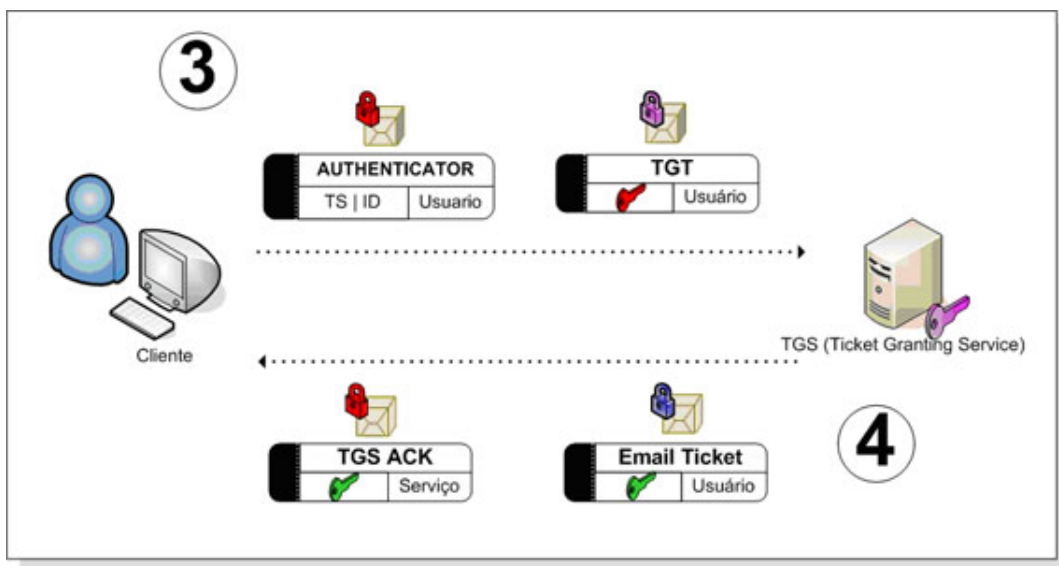 3
AUTHENTICATOR
TS | ID Usuario
TGT
Usuário
Cliente
TGS (Ticket Granting Service)
TGS ACK
Serviço
Email Ticket
Usuário
4